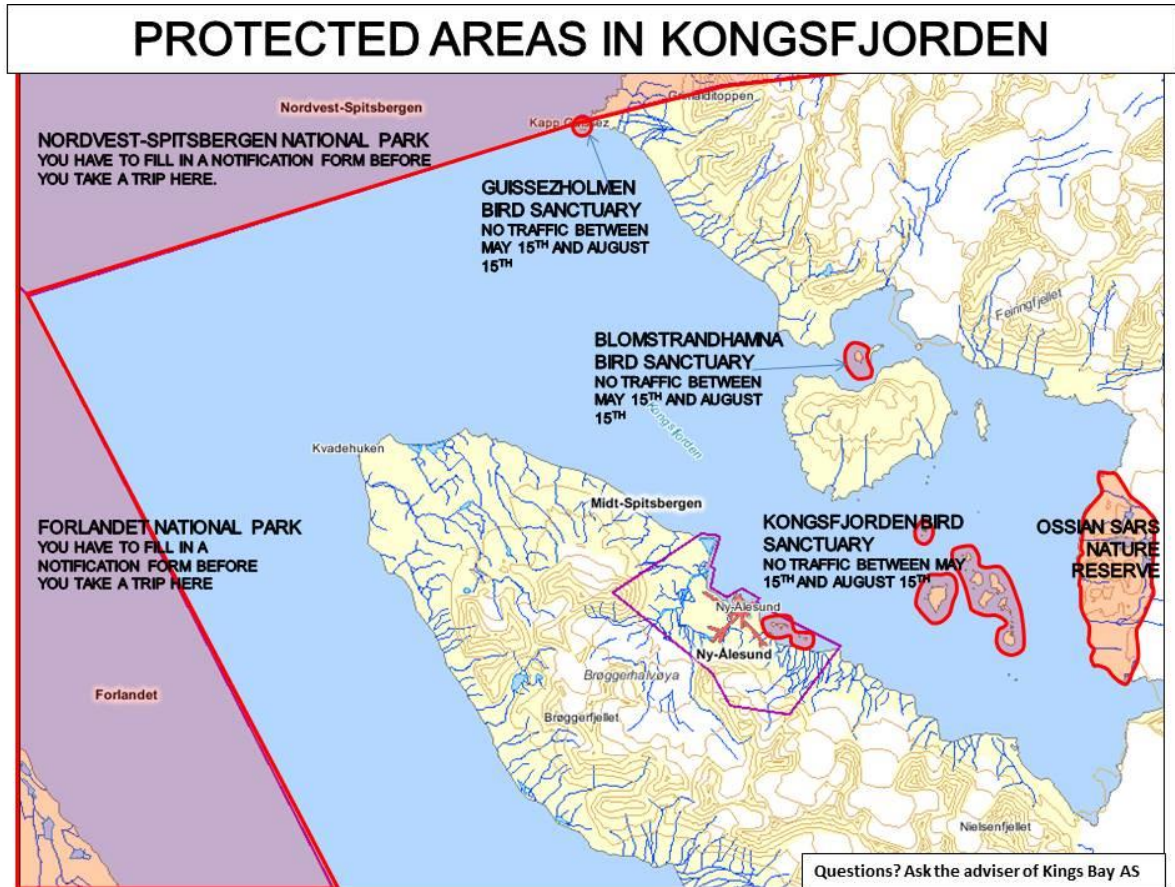 PROTECTED AREAS IN KONGSFJORDEN
Nordvest-Spitsbergen
NORDVEST-SPITSBERGEN NATIONAL PARK
YOU HAVE TO FILL IN A NOTIFICATION FORM BEFORE
YOU TAKE A TRIP HERE.
Kapp
GUISSEZHOLMEN
BIRD SANCTUARY
NO TRAFFIC BETWEEN
MAY 15TH AND AUGUST
15TH
Feiringfjellet
BLOMSTRANDHAMNA
BIRD SANCTUARY
NO TRAFFIC BETWEEN
MAY 15TH AND AUGUST
15TH
Kongsfjorden
Kvadehuken
Midt-Spitsbergen
FORLANDET NATIONAL PARK
YOU HAVE TO FILL IN A
NOTIFICATION FORM BEFORE
YOU TAKE A TRIP HERE
KONGSFJORDEN BIRD
SANCTUARY
NO TRAFFIC BETWEEN MAY
15TH AND AUGUST 15TH
OSSIAN SARS
NATURE
RESERVE
Ny-Ålesund
Ny-Ålesund
Brøggerhalvøya
Forlandet
Brøggerfjellet
Nielsenfjellet
Questions? Ask the adviser of Kings Bay AS